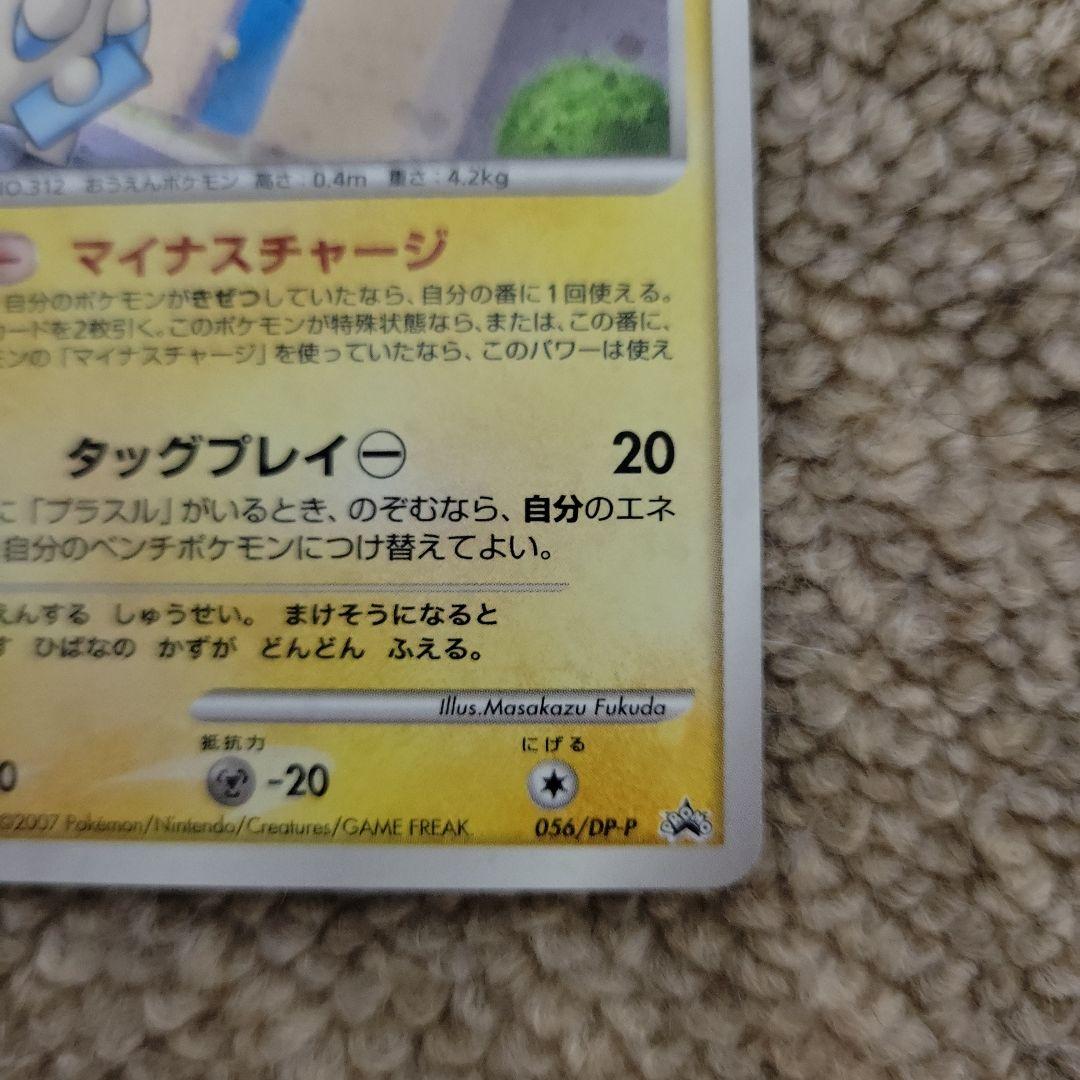 NO.312 おうえんポケモン 高さ：0.4m 重さ：4.2kg
マイナスチャージ
自分のポケモンがきぜつしていたなら、自分の番に1回使える。
カードを2枚引く。このポケモンが特殊状態なら、または、この番に、
モンの「マイナスチャージ」を使っていたなら、このパワーは使え
タッグプレイ㊀ 20
に「プラスル」がいるとき、のぞむなら、自分のエネ
自分のベンチポケモンにつけ替えてよい。
えんする しゅうせい。 まけそうになると
す ひばなの かずが どんどん ふえる。
Illus.Masakazu Fukuda
抵抗力 にげる
0 -20
©2007 Pokémon/Nintendo/Creatures/GAME FREAK. 056/DP-P PROMO